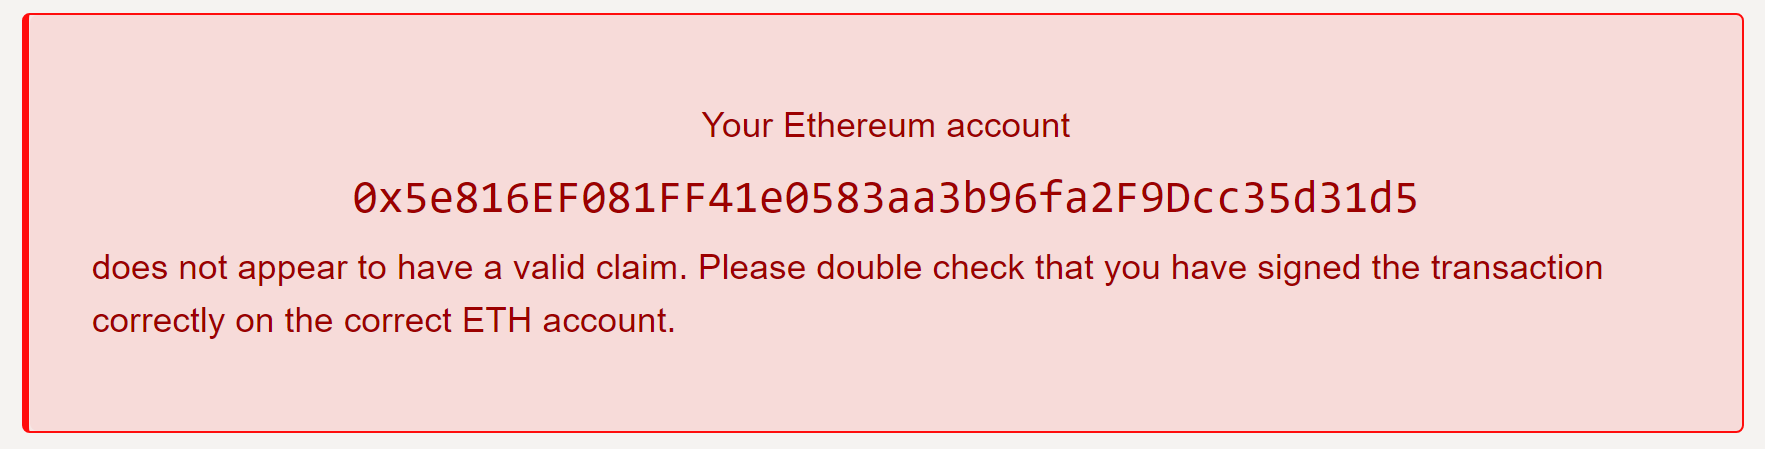 Your Ethereum account
0x5e816EF081FF41e0583aa3b96fa2F9Dcc35d31d5
does not appear to have a valid claim. Please double check that you have signed the transaction
correctly on the correct ETH account.